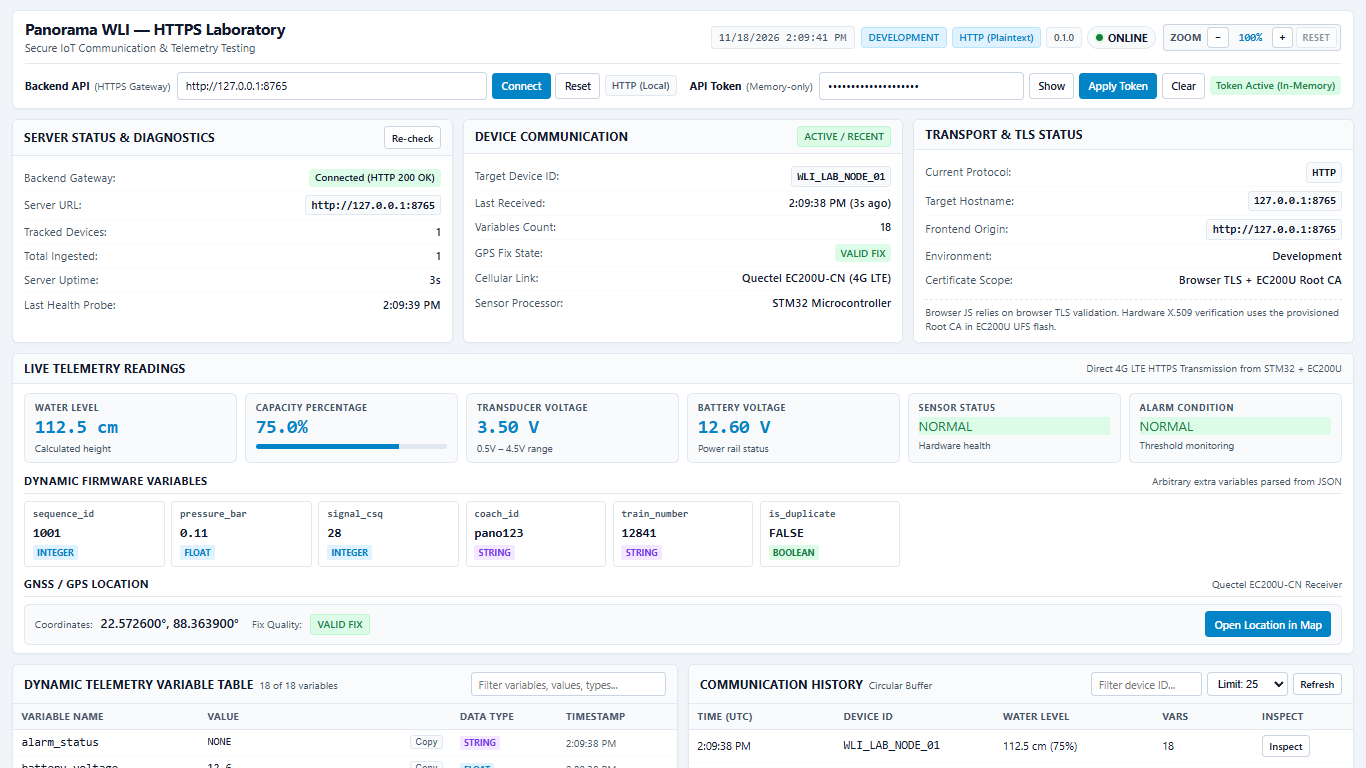 Panorama WLI — HTTPS Laboratory
Secure IoT Communication & Telemetry Testing
11/18/2026 2:09:41 PM
DEVELOPMENT
HTTP (Plaintext)
0.1.0
ONLINE
ZOOM − 100% + RESET
Backend API (HTTPS Gateway) http://127.0.0.1:8765 Connect Reset HTTP (Local)
API Token (Memory-only) •••••••••••••••••••• Show Apply Token Clear Token Active (In-Memory)
SERVER STATUS & DIAGNOSTICS Re-check
Backend Gateway: Connected (HTTP 200 OK)
Server URL: http://127.0.0.1:8765
Tracked Devices: 1
Total Ingested: 1
Server Uptime: 3s
Last Health Probe: 2:09:39 PM
DEVICE COMMUNICATION ACTIVE / RECENT
Target Device ID: WLI_LAB_NODE_01
Last Received: 2:09:38 PM (3s ago)
Variables Count: 18
GPS Fix State: VALID FIX
Cellular Link: Quectel EC200U-CN (4G LTE)
Sensor Processor: STM32 Microcontroller
TRANSPORT & TLS STATUS
Current Protocol: HTTP
Target Hostname: 127.0.0.1:8765
Frontend Origin: http://127.0.0.1:8765
Environment: Development
Certificate Scope: Browser TLS + EC200U Root CA
Browser JS relies on browser TLS validation. Hardware X.509 verification uses the provisioned
Root CA in EC200U UFS flash.
LIVE TELEMETRY READINGS Direct 4G LTE HTTPS Transmission from STM32 + EC200U
WATER LEVEL
112.5 cm
Calculated height
CAPACITY PERCENTAGE
75.0%
TRANSDUCER VOLTAGE
3.50 V
0.5V – 4.5V range
BATTERY VOLTAGE
12.60 V
Power rail status
SENSOR STATUS
NORMAL
Hardware health
ALARM CONDITION
NORMAL
Threshold monitoring
DYNAMIC FIRMWARE VARIABLES Arbitrary extra variables parsed from JSON
sequence_id
1001
INTEGER
pressure_bar
0.11
FLOAT
signal_csq
28
INTEGER
coach_id
pano123
STRING
train_number
12841
STRING
is_duplicate
FALSE
BOOLEAN
GNSS / GPS LOCATION Quectel EC200U-CN Receiver
Coordinates: 22.572600°, 88.363900° Fix Quality: VALID FIX Open Location in Map
DYNAMIC TELEMETRY VARIABLE TABLE 18 of 18 variables Filter variables, values, types...
VARIABLE NAME VALUE DATA TYPE TIMESTAMP
alarm_status NONE Copy STRING 2:09:38 PM
battery_voltage 12.6 Copy FLOAT 2:09:38 PM
COMMUNICATION HISTORY Circular Buffer Filter device ID... Limit: 25 Refresh
TIME (UTC) DEVICE ID WATER LEVEL VARS INSPECT
2:09:38 PM WLI_LAB_NODE_01 112.5 cm (75%) 18 Inspect